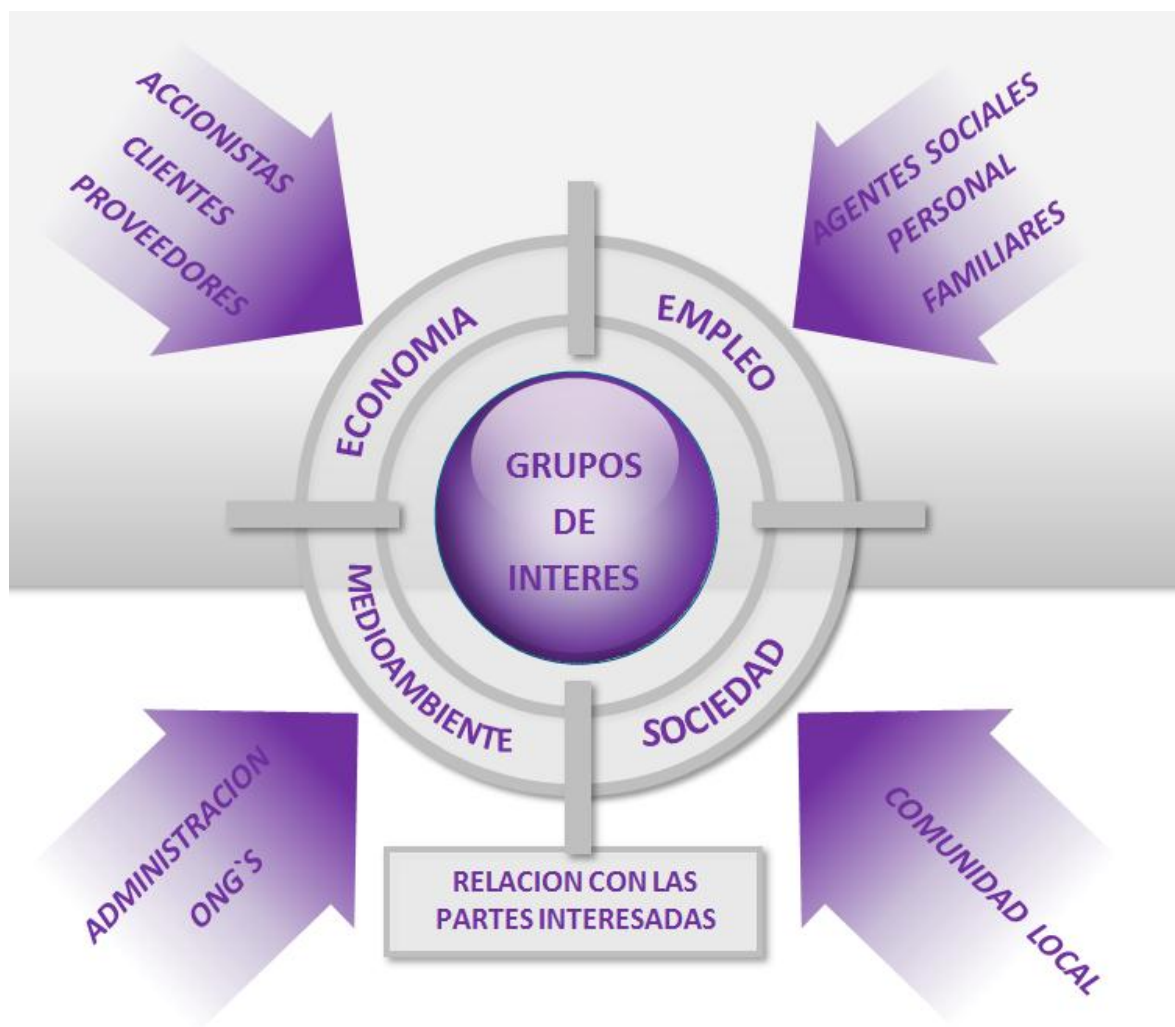 ACCIONISTAS
CLIENTES
PROVEEDORES
AGENTES SOCIALES
PERSONAL
FAMILIARES
ECONOMIA
EMPLEO
GRUPOS
DE
INTERES
MEDIOAMBIENTE
SOCIEDAD
ADMINISTRACION
ONG`S
COMUNIDAD LOCAL
RELACION CON LAS
PARTES INTERESADAS